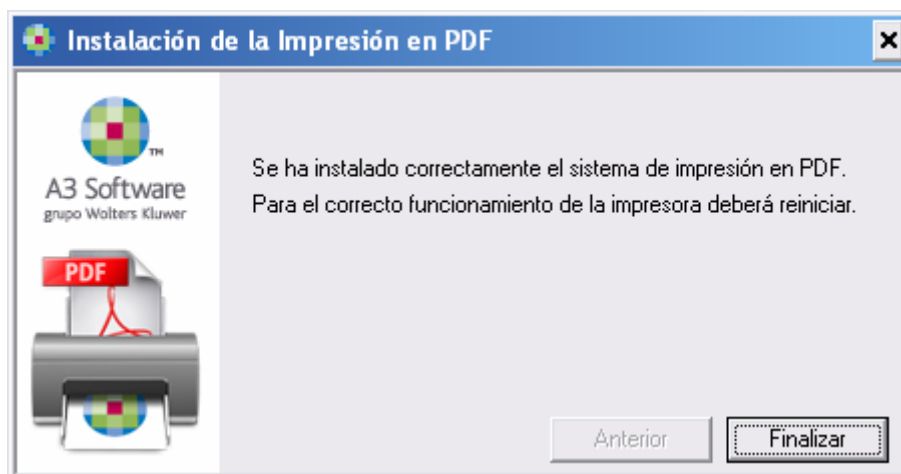 Instalación de la Impresión en PDF
TM
A3 Software
grupo Wolters Kluwer
PDF
Se ha instalado correctamente el sistema de impresión en PDF.
Para el correcto funcionamiento de la impresora deberá reiniciar.
Anterior
Finalizar